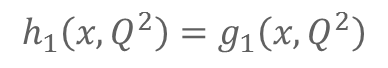 h₁(x, Q²) = g₁(x, Q²)